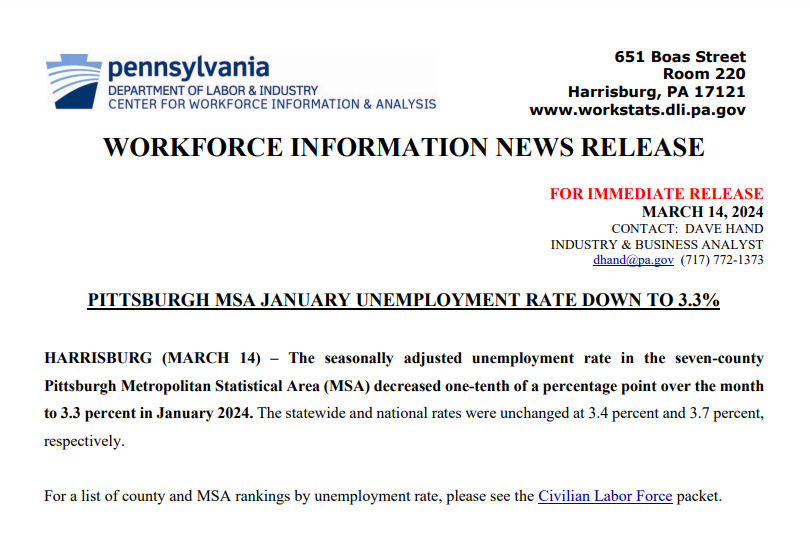 pennsylvania
DEPARTMENT OF LABOR & INDUSTRY
CENTER FOR WORKFORCE INFORMATION & ANALYSIS
651 Boas Street
Room 220
Harrisburg, PA 17121
www.workstats.dli.pa.gov
WORKFORCE INFORMATION NEWS RELEASE
FOR IMMEDIATE RELEASE
MARCH 14, 2024
CONTACT: DAVE HAND
INDUSTRY & BUSINESS ANALYST
dhand@pa.gov (717) 772-1373
PITTSBURGH MSA JANUARY UNEMPLOYMENT RATE DOWN TO 3.3%
HARRISBURG (MARCH 14) – The seasonally adjusted unemployment rate in the seven-county
Pittsburgh Metropolitan Statistical Area (MSA) decreased one-tenth of a percentage point over the month
to 3.3 percent in January 2024. The statewide and national rates were unchanged at 3.4 percent and 3.7 percent,
respectively.
For a list of county and MSA rankings by unemployment rate, please see the Civilian Labor Force packet.